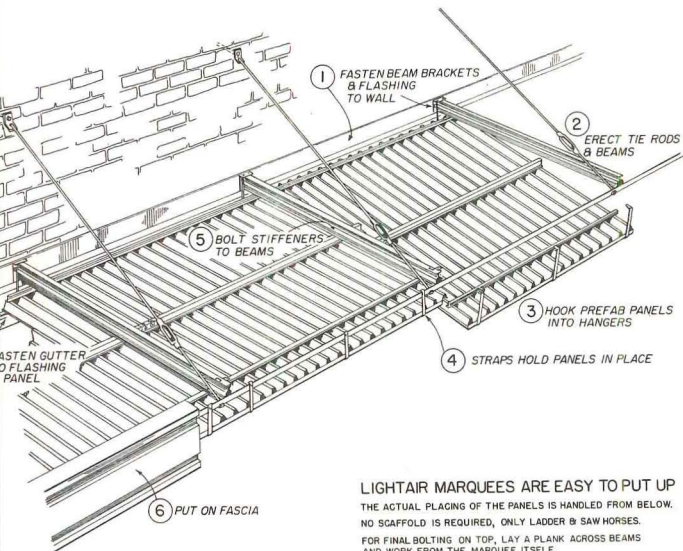 1 FASTEN BEAM BRACKETS
& FLASHING
TO WALL
2 ERECT TIE RODS
& BEAMS
3 HOOK PREFAB PANELS
INTO HANGERS
4 STRAPS HOLD PANELS IN PLACE
5 BOLT STIFFENERS
TO BEAMS
ASTEN GUTTER
O FLASHING
PANEL
6 PUT ON FASCIA
LIGHTAIR MARQUEES ARE EASY TO PUT UP
THE ACTUAL PLACING OF THE PANELS IS HANDLED FROM BELOW.
NO SCAFFOLD IS REQUIRED, ONLY LADDER & SAW HORSES.
FOR FINAL BOLTING ON TOP, LAY A PLANK ACROSS BEAMS
AND WORK FROM THE MARQUEE ITSELF